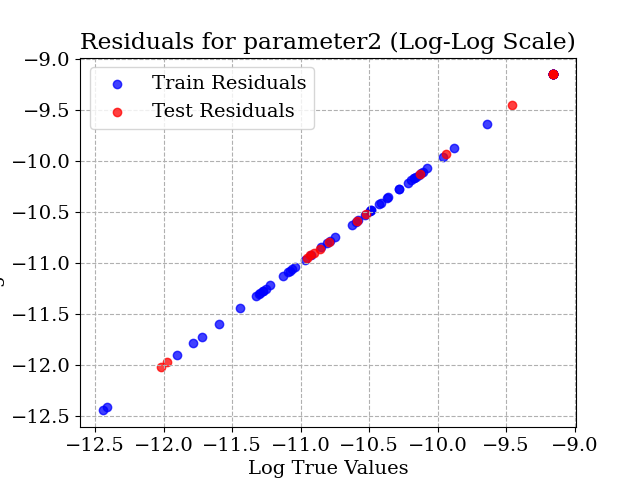 Residuals for parameter2 (Log-Log Scale)
Train Residuals
Test Residuals
−9.0
−9.5
−10.0
−10.5
−11.0
−11.5
−12.0
−12.5
−12.5 −12.0 −11.5 −11.0 −10.5 −10.0 −9.5 −9.0
Log True Values